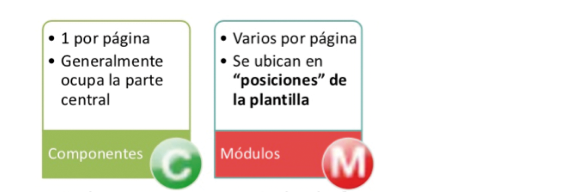 • 1 por página
• Generalmente
ocupa la parte
central
Componentes
C
• Varios por página
• Se ubican en
“posiciones” de
la plantilla
Módulos
M